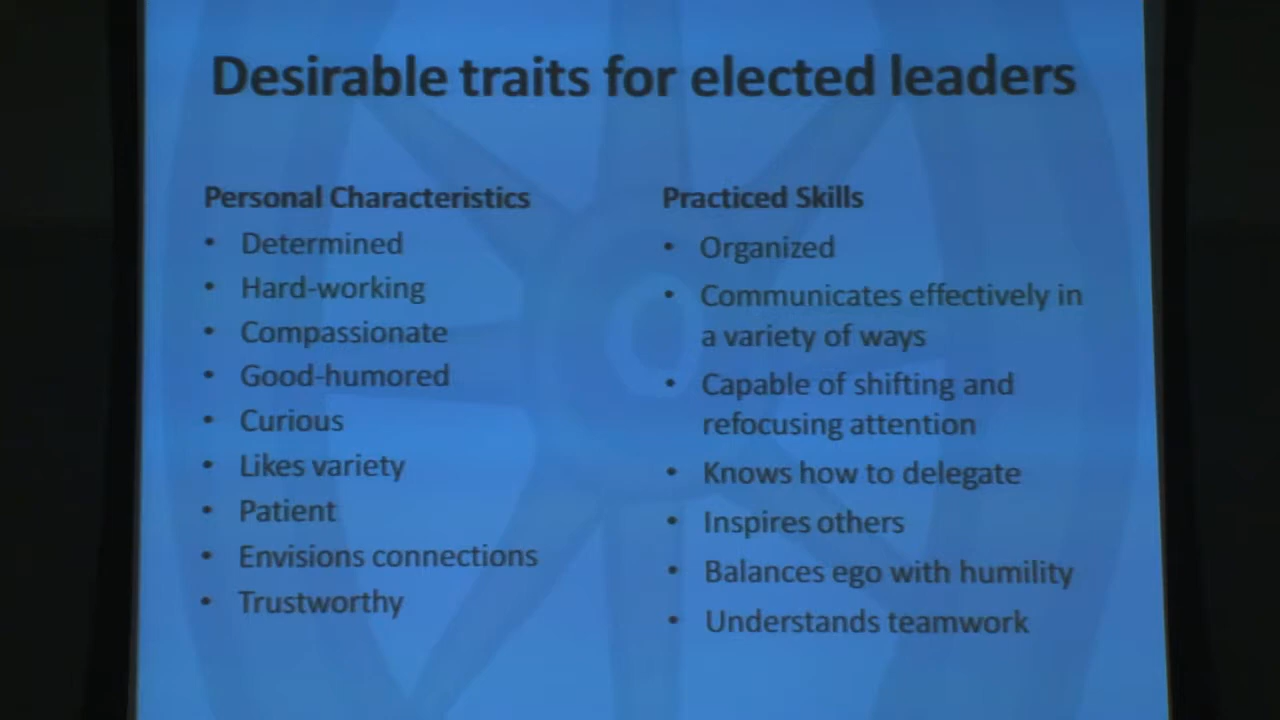 Desirable traits for elected leaders
Personal Characteristics
• Determined
• Hard-working
• Compassionate
• Good-humored
• Curious
• Likes variety
• Patient
• Envisions connections
• Trustworthy
Practiced Skills
• Organized
• Communicates effectively in
a variety of ways
• Capable of shifting and
refocusing attention
• Knows how to delegate
• Inspires others
• Balances ego with humility
• Understands teamwork